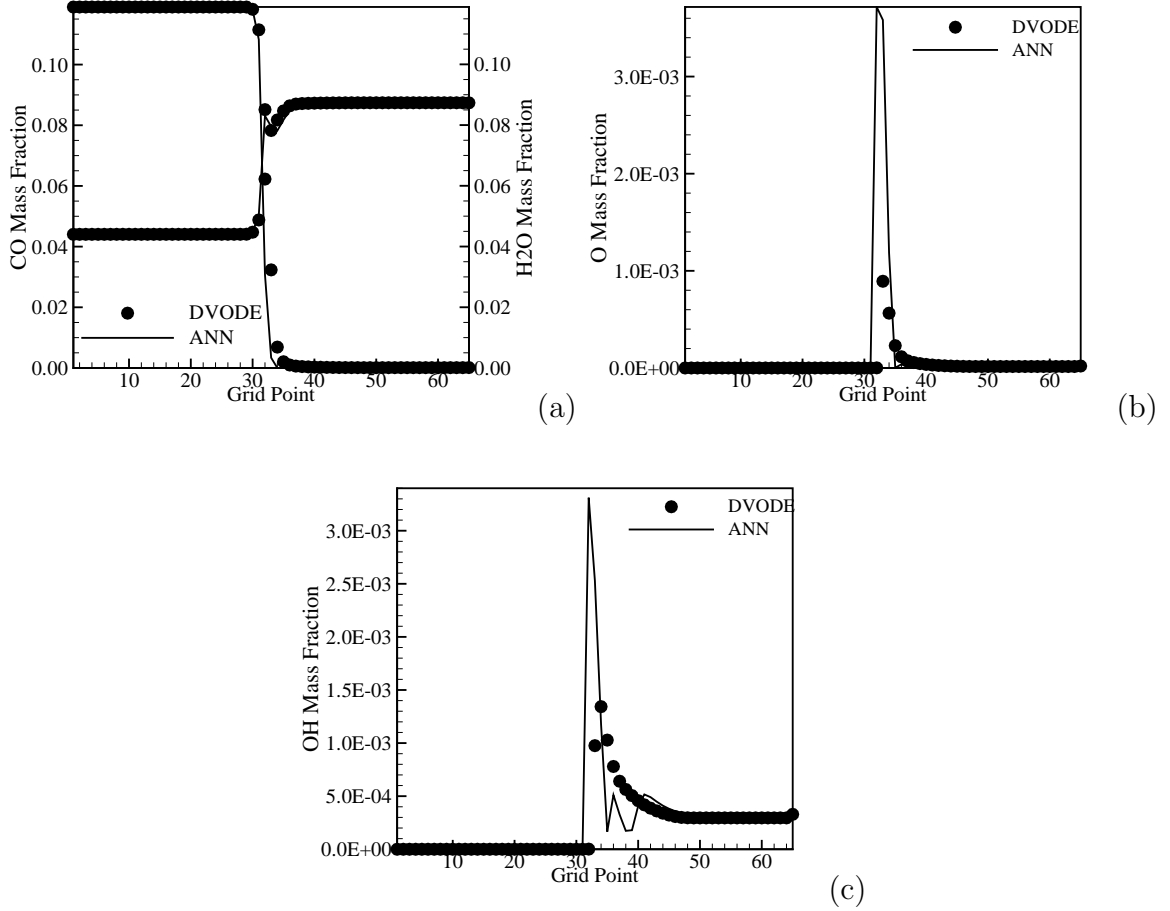 0.10
0.08
0.06
0.04
0.02
0.00
CO Mass Fraction
10 20 30 40 50 60
Grid Point
0.10
0.08
0.06
0.04
0.02
0.00
H2O Mass Fraction
DVODE
ANN
(a)
3.0E-03
2.0E-03
1.0E-03
0.0E+00
O Mass Fraction
10 20 30 40 50 60
Grid Point
DVODE
ANN
(b)
3.0E-03
2.5E-03
2.0E-03
1.5E-03
1.0E-03
5.0E-04
0.0E+00
OH Mass Fraction
10 20 30 40 50 60
Grid Point
DVODE
ANN
(c)